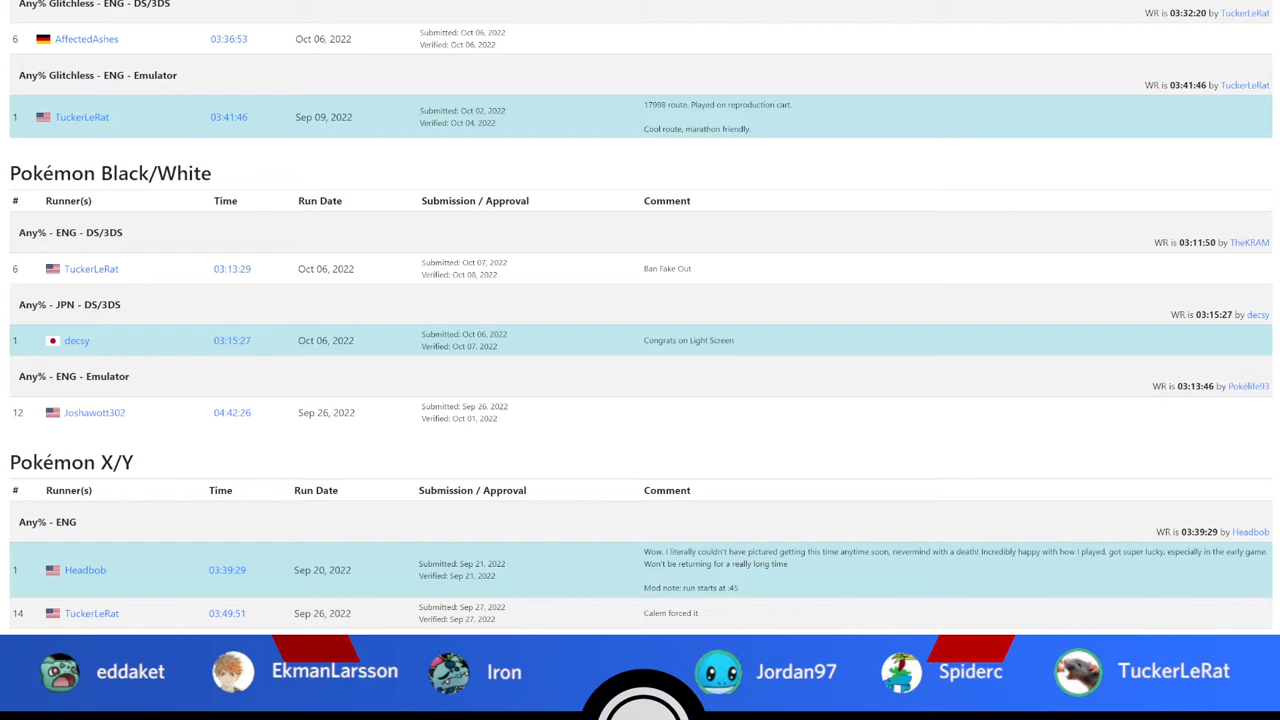 Any% Glitchless - ENG - DS/3DS
WR is 03:32:20 by TuckerLeRat
6 AffectedAshes 03:36:53 Oct 06, 2022 Submitted: Oct 06, 2022
Verified: Oct 06, 2022
Any% Glitchless - ENG - Emulator
WR is 03:41:46 by TuckerLeRat
17998 route. Played on reproduction cart.
1 TuckerLeRat 03:41:46 Sep 09, 2022 Submitted: Oct 02, 2022
Verified: Oct 04, 2022
Cool route, marathon friendly.
Pokémon Black/White
# Runner(s) Time Run Date Submission / Approval Comment
Any% - ENG - DS/3DS
WR is 03:11:50 by TheKRAM
6 TuckerLeRat 03:13:29 Oct 06, 2022 Submitted: Oct 07, 2022 Ban Fake Out
Verified: Oct 08, 2022
Any% - JPN - DS/3DS
WR is 03:15:27 by decsy
1 decsy 03:15:27 Oct 06, 2022 Submitted: Oct 06, 2022 Congrats on Light Screen
Verified: Oct 07, 2022
Any% - ENG - Emulator
WR is 03:13:46 by Pokélife93
12 Joshawott302 04:42:26 Sep 26, 2022 Submitted: Sep 26, 2022
Verified: Oct 01, 2022
Pokémon X/Y
# Runner(s) Time Run Date Submission / Approval Comment
Any% - ENG
WR is 03:39:29 by Headbob
Wow. I literally couldn't have pictured getting this time anytime soon, nevermind with a death! Incredibly happy with how I played, got super lucky, especially in the early game.
Won't be returning for a really long time
1 Headbob 03:39:29 Sep 20, 2022 Submitted: Sep 21, 2022
Verified: Sep 21, 2022
Mod note: run starts at :45
14 TuckerLeRat 03:49:51 Sep 26, 2022 Submitted: Sep 27, 2022 Calem forced it
Verified: Sep 27, 2022
eddaket EkmanLarsson Iron Jordan97 Spiderc TuckerLeRat